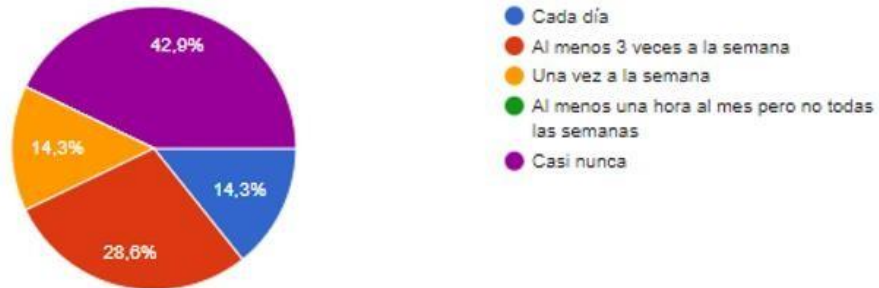 42,9%
14,3%
14,3%
28,6%
Cada día
Al menos 3 veces a la semana
Una vez a la semana
Al menos una hora al mes pero no todas
las semanas
Casi nunca